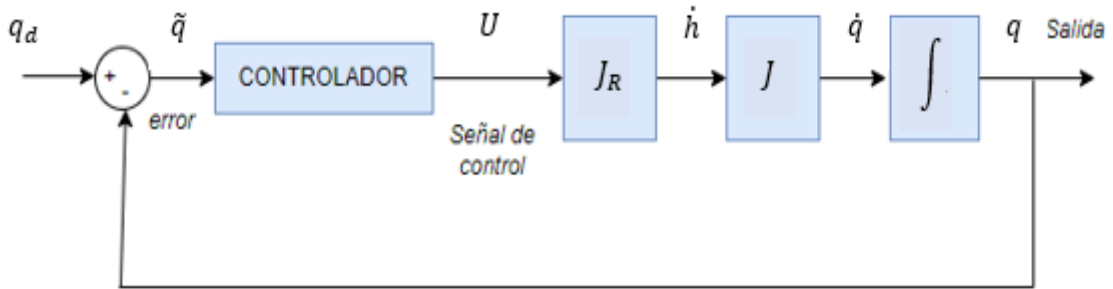 q_d
q̃
U
ḣ
q̇
q
Salida
+
-
CONTROLADOR
J_R
J
∫
error
Señal de
control